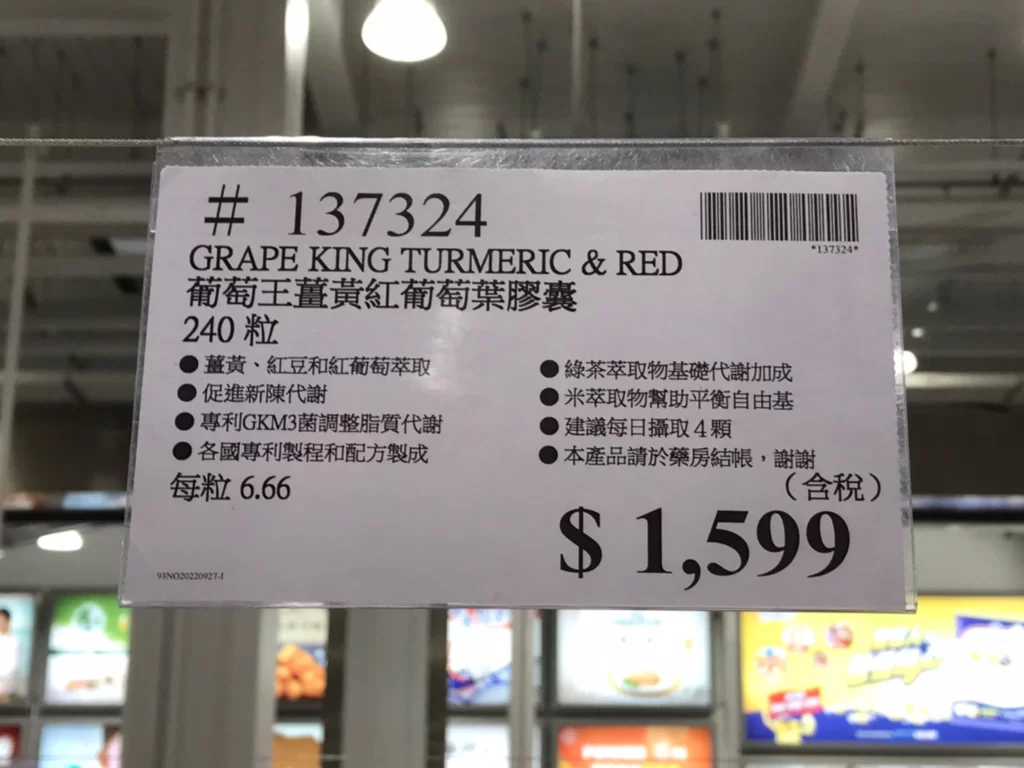 # 137324
*137324*
GRAPE KING TURMERIC & RED
葡萄王薑黃紅葡萄葉膠囊
240 粒
● 薑黃、紅豆和紅葡萄萃取
● 促進新陳代謝
● 專利GKM3菌調整脂質代謝
● 各國專利製程和配方製成
● 綠茶萃取物基礎代謝加成
● 米萃取物幫助平衡自由基
● 建議每日攝取 4 顆
● 本產品請於藥房結帳，謝謝
每粒 6.66
（含稅）
$ 1,599
93NO20220927-1